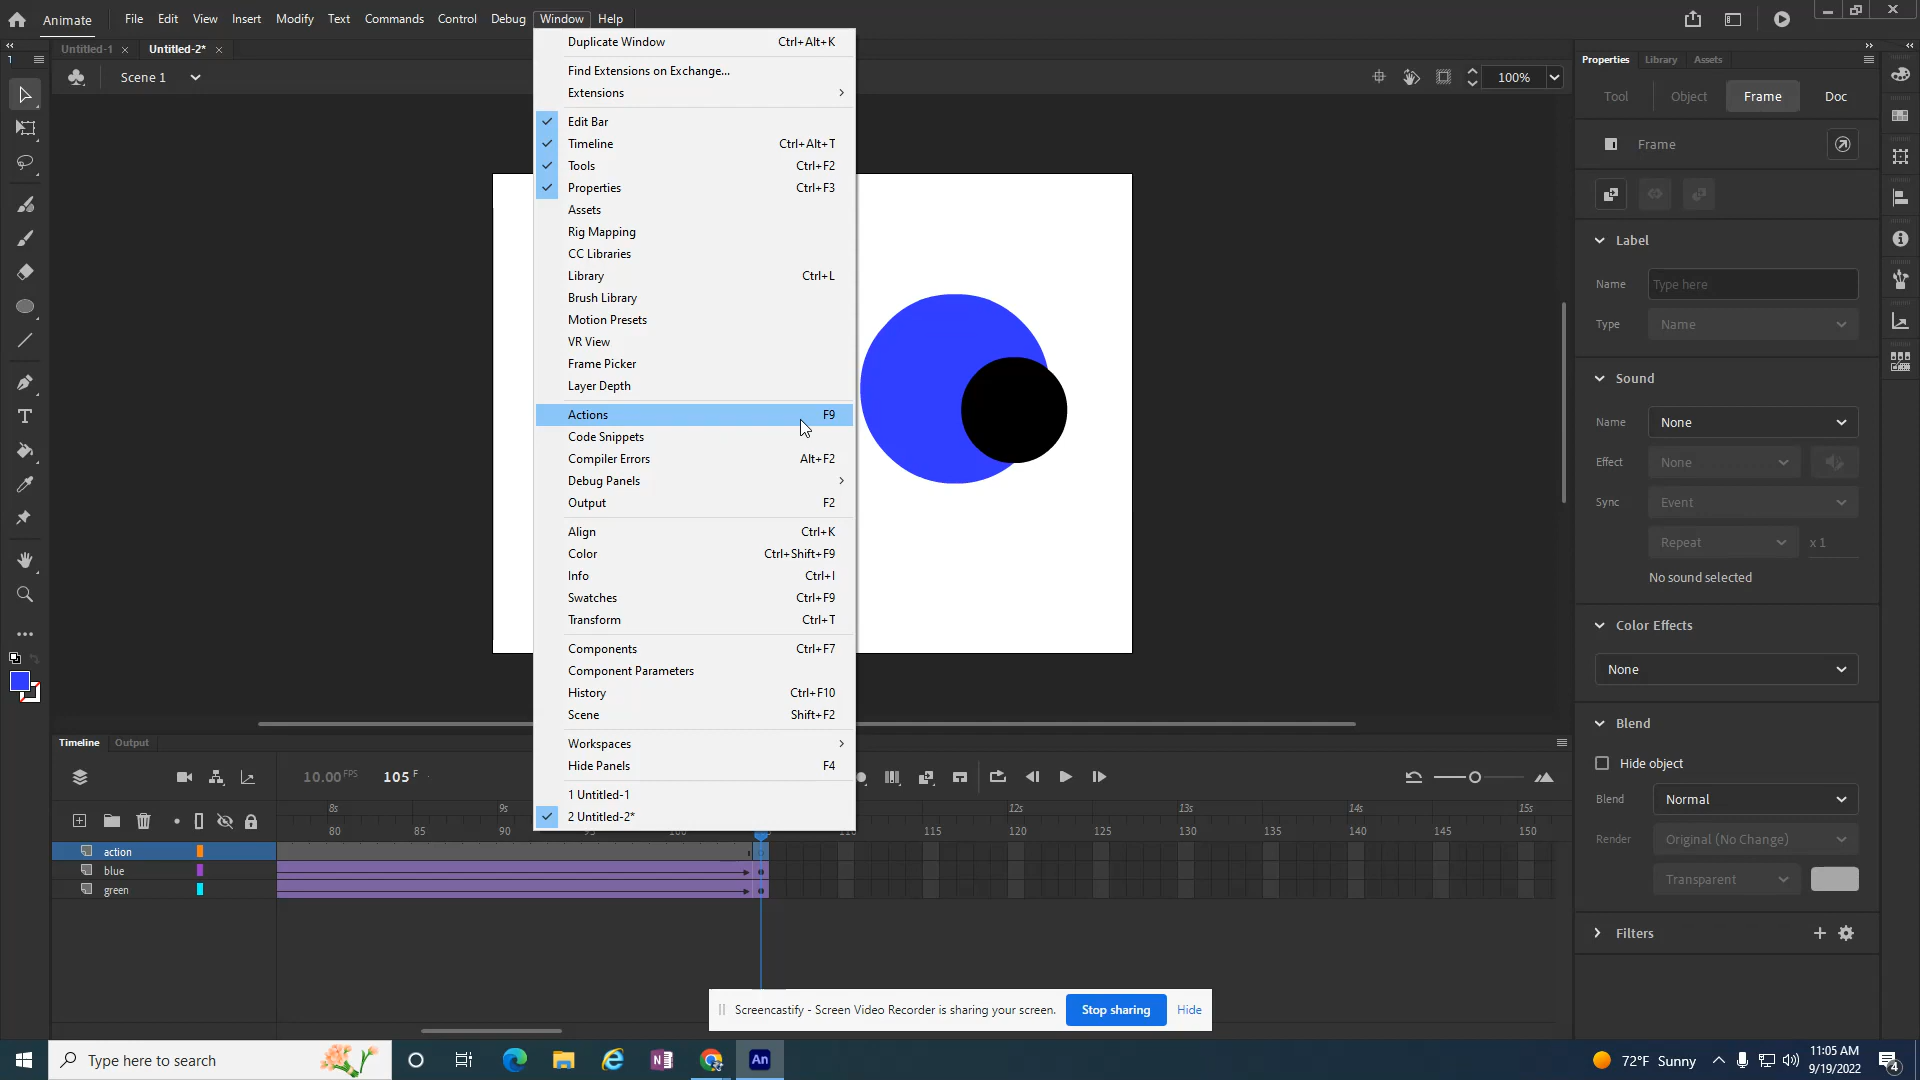 Animate File Edit View Insert Modify Text Commands Control Debug Window Help
Untitled-1 × Untitled-2* ×
Scene 1
100%
Duplicate Window Ctrl+Alt+K
Find Extensions on Exchange...
Extensions
Edit Bar
Timeline Ctrl+Alt+T
Tools Ctrl+F2
Properties Ctrl+F3
Assets
Rig Mapping
CC Libraries
Library Ctrl+L
Brush Library
Motion Presets
VR View
Frame Picker
Layer Depth
Actions F9
Code Snippets
Compiler Errors Alt+F2
Debug Panels
Output F2
Align Ctrl+K
Color Ctrl+Shift+F9
Info Ctrl+I
Swatches Ctrl+F9
Transform Ctrl+T
Components Ctrl+F7
Component Parameters
History Ctrl+F10
Scene Shift+F2
Workspaces
Hide Panels F4
1 Untitled-1
2 Untitled-2*
Properties Library Assets
Tool Object Frame Doc
Frame
Label
Name Type here
Type Name
Sound
Name None
Effect None
Sync Event
Repeat x 1
No sound selected
Color Effects
None
Blend
Hide object
Blend Normal
Render Original (No Change)
Transparent
Filters
Timeline Output
10.00 FPS 105 F
8s 9s 12s 13s 14s 15s
80 85 90 95 100 110 115 120 125 130 135 140 145 150
action
blue
green
Screencastify - Screen Video Recorder is sharing your screen. Stop sharing Hide
Type here to search
An
72°F Sunny
11:05 AM
9/19/2022
4